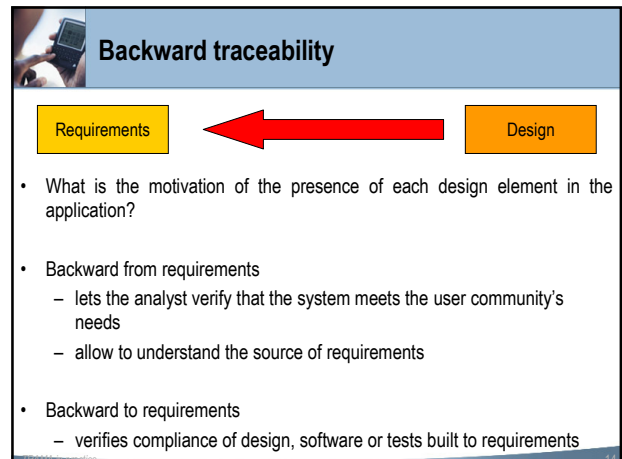 Backward traceability
Requirements
Design
• What is the motivation of the presence of each design element in the
application?
• Backward from requirements
– lets the analyst verify that the system meets the user community’s
needs
– allow to understand the source of requirements
• Backward to requirements
– verifies compliance of design, software or tests built to requirements
14